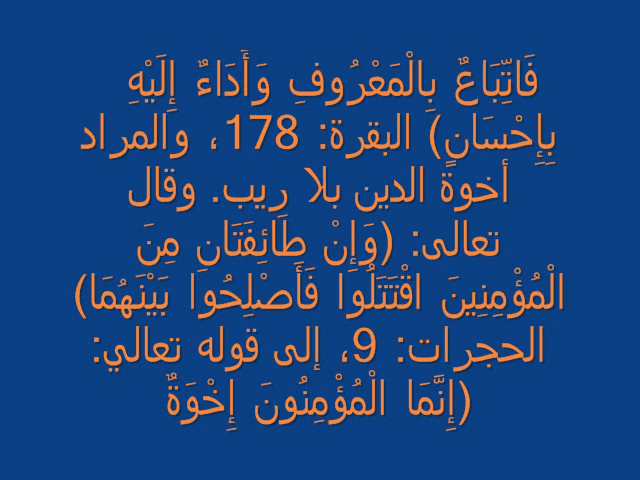 فَاتِّبَاعٌ بِالْمَعْرُوفِ وَأَدَاءٌ إِلَيْهِ
بِإِحْسَانٍ) البقرة: 178، والمراد
أخوة الدين بلا ريب. وقال
تعالى: (وَإِنْ طَائِفَتَانِ مِنَ
الْمُؤْمِنِينَ اقْتَتَلُوا فَأَصْلِحُوا بَيْنَهُمَا)
الحجرات: 9، إلى قوله تعالي:
(إِنَّمَا الْمُؤْمِنُونَ إِخْوَةٌ